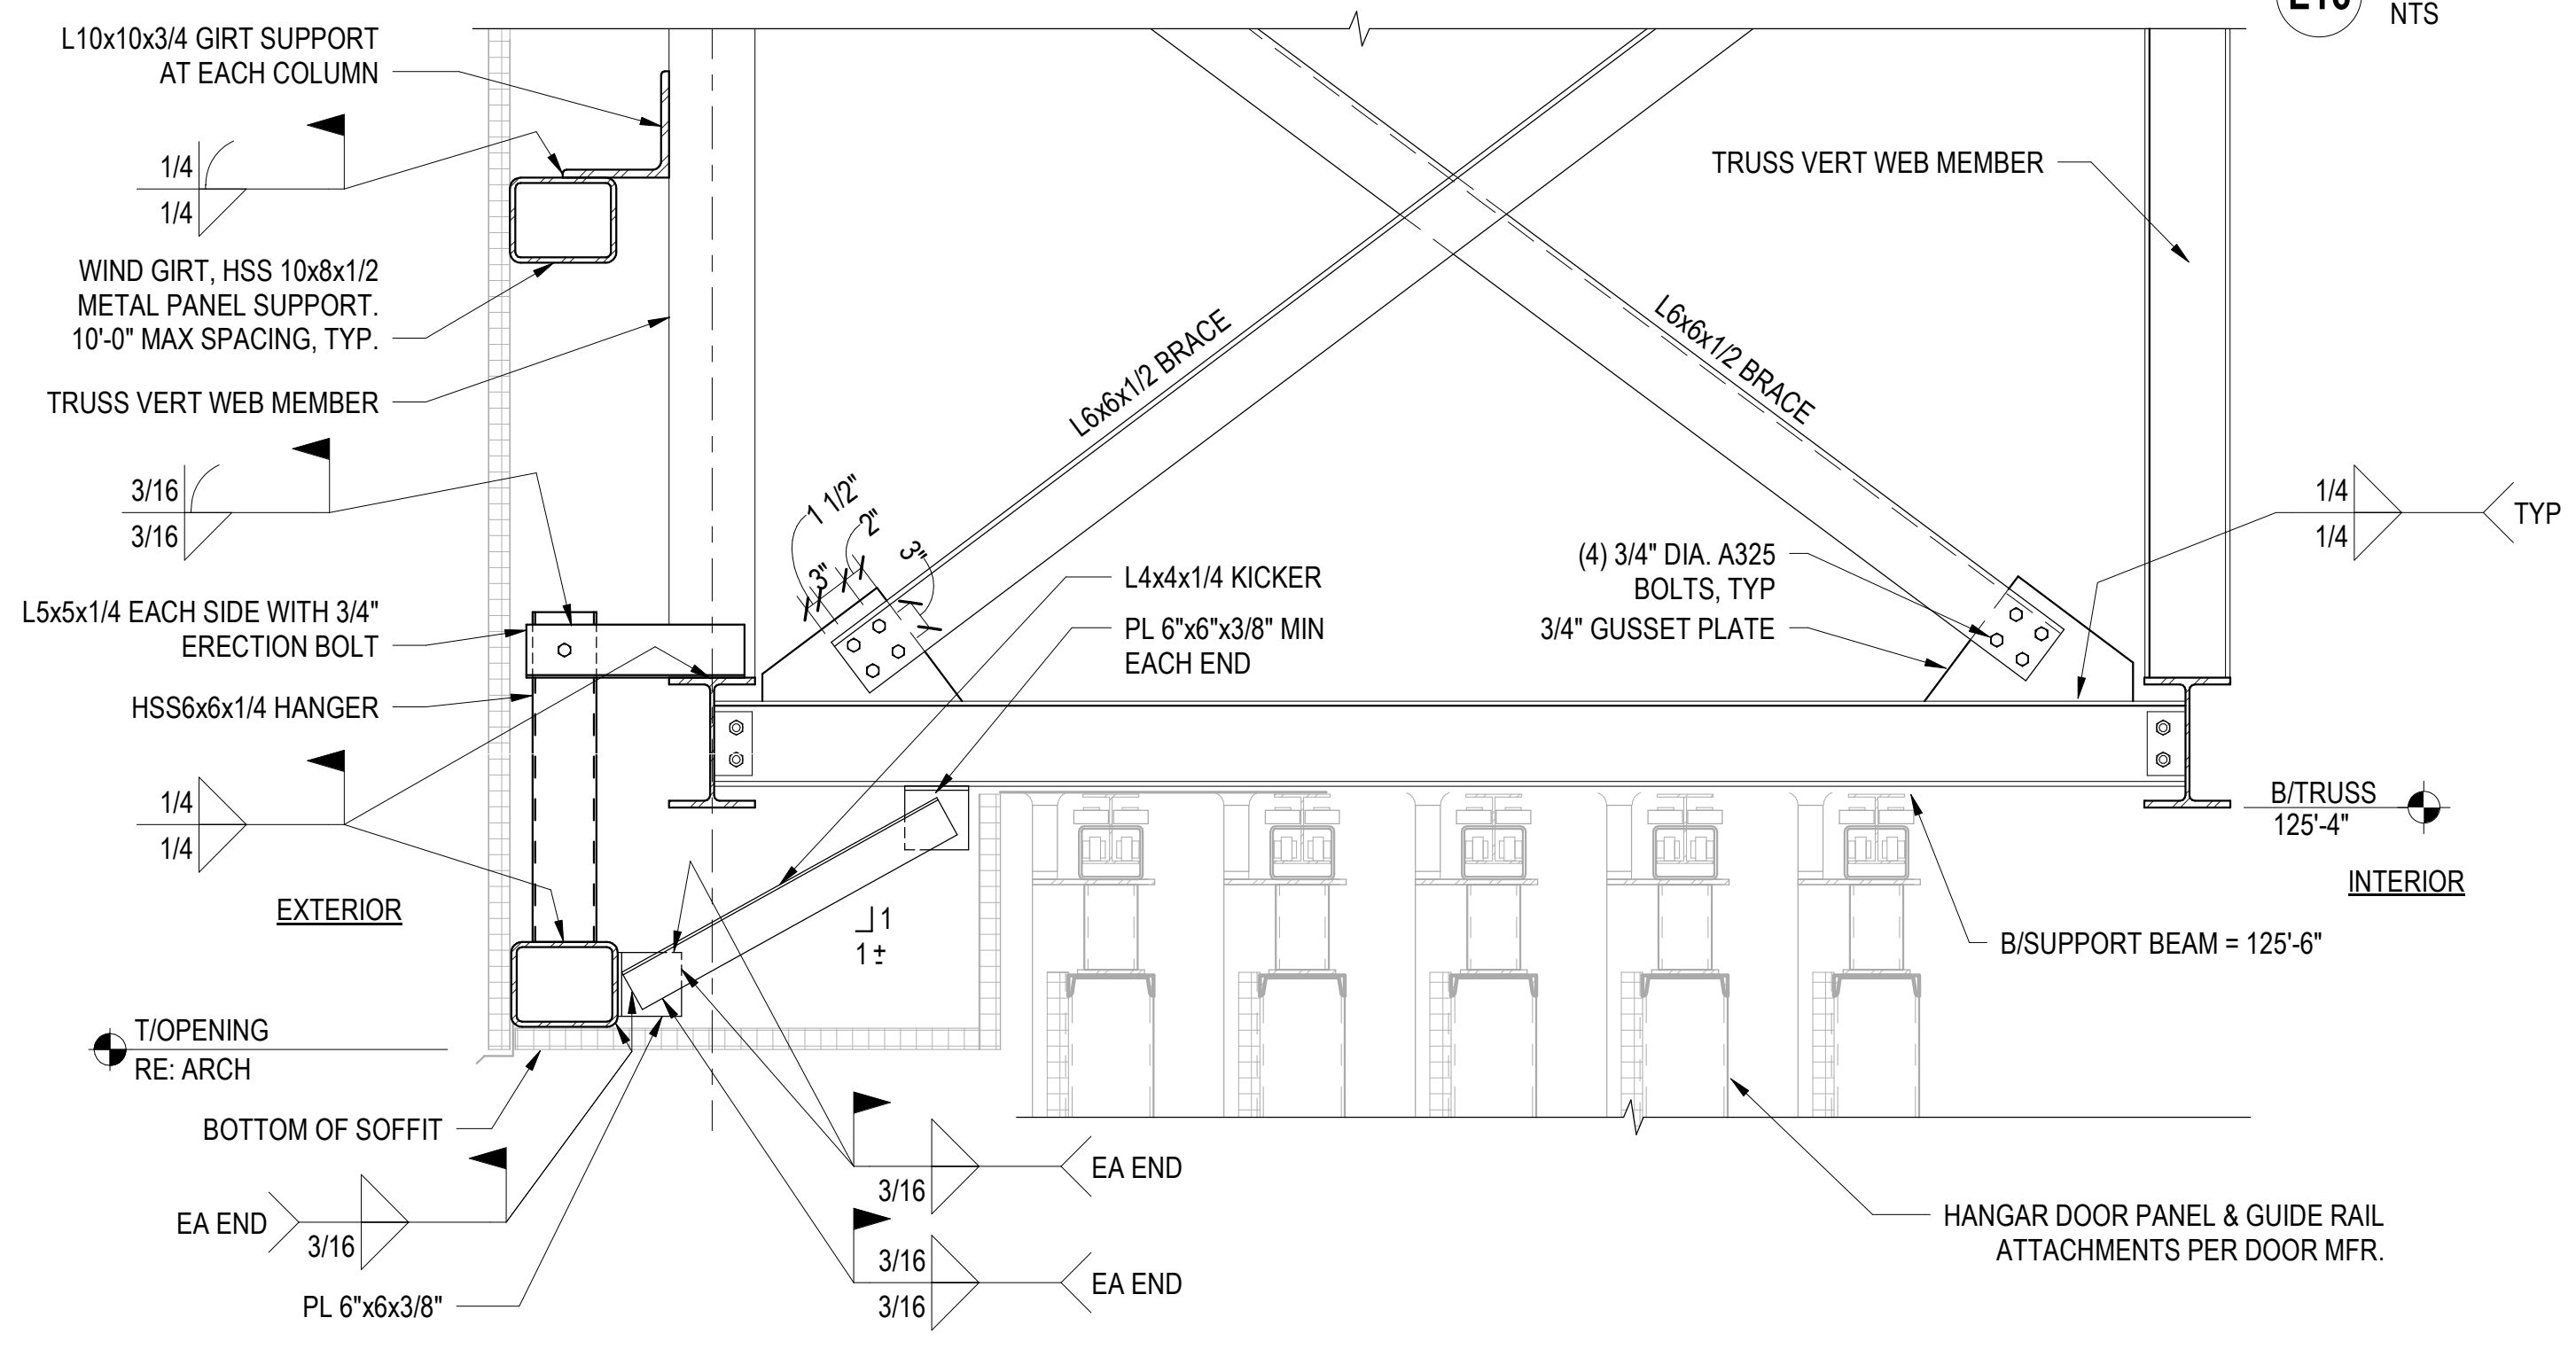 NTS
L10x10x3/4 GIRT SUPPORT
AT EACH COLUMN
1/4
1/4
WIND GIRT, HSS 10x8x1/2
METAL PANEL SUPPORT.
10'-0" MAX SPACING, TYP.
TRUSS VERT WEB MEMBER
3/16
3/16
L5x5x1/4 EACH SIDE WITH 3/4"
ERECTION BOLT
HSS6x6x1/4 HANGER
1/4
1/4
EXTERIOR
T/OPENING
RE: ARCH
BOTTOM OF SOFFIT
EA END
3/16
PL 6"x6x3/8"
L6x6x1/2 BRACE
L6x6x1/2 BRACE
1 1/2"
2"
3"
3"
L4x4x1/4 KICKER
PL 6"x6"x3/8" MIN
EACH END
1
1±
3/16
EA END
3/16
3/16
EA END
TRUSS VERT WEB MEMBER
(4) 3/4" DIA. A325
BOLTS, TYP
3/4" GUSSET PLATE
1/4
1/4
TYP
B/TRUSS
125'-4"
INTERIOR
B/SUPPORT BEAM = 125'-6"
HANGAR DOOR PANEL & GUIDE RAIL
ATTACHMENTS PER DOOR MFR.